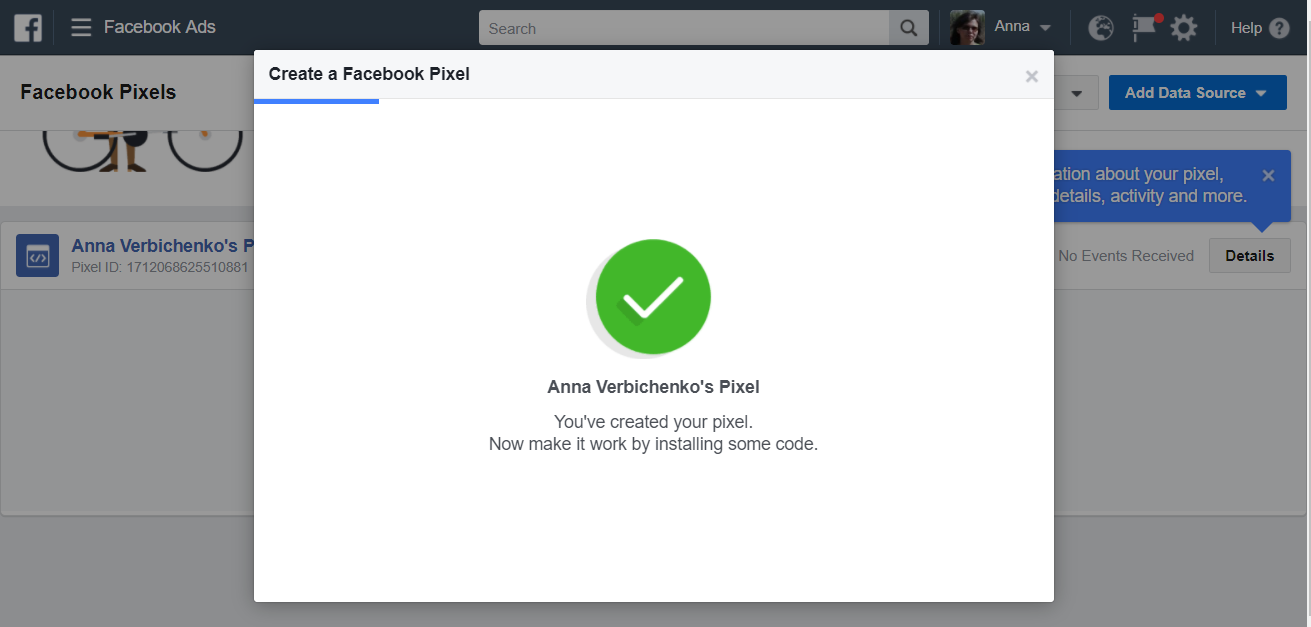 Facebook Ads
Search
Anna
Help ?
Create a Facebook Pixel
×
Facebook Pixels
Add Data Source
ation about your pixel,
details, activity and more.
×
Anna Verbichenko's P
Pixel ID: 1712068625510881
No Events Received
Details
Anna Verbichenko's Pixel
You've created your pixel.
Now make it work by installing some code.